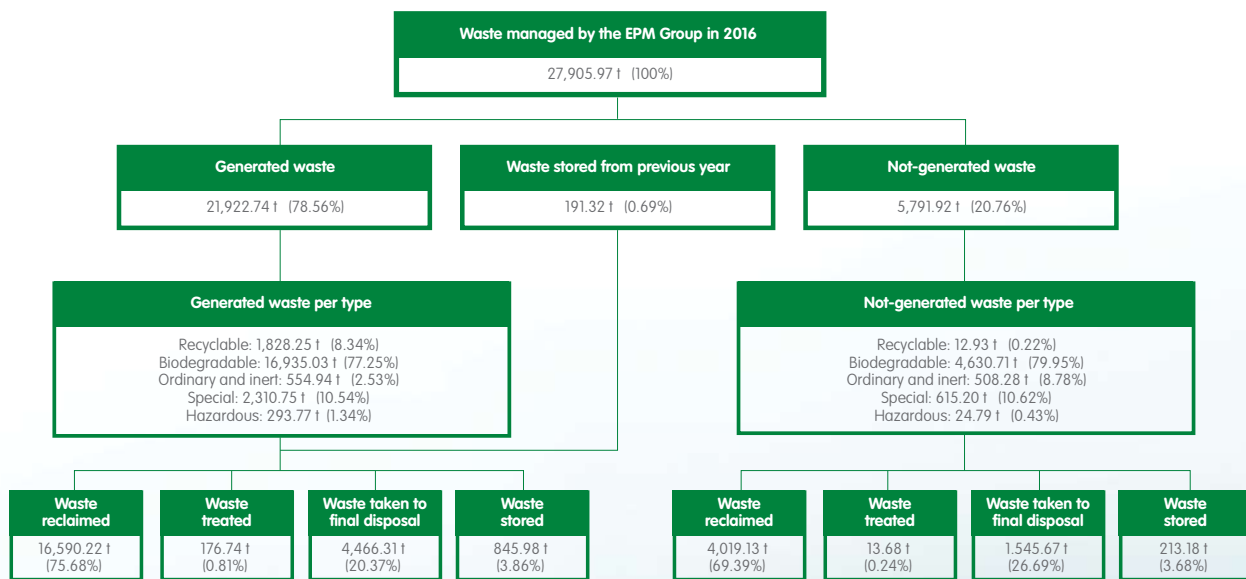 Waste managed by the EPM Group in 2016
27,905.97 t (100%)
Generated waste
21,922.74 t (78.56%)
Waste stored from previous year
191.32 t (0.69%)
Not-generated waste
5,791.92 t (20.76%)
Generated waste per type
Recyclable: 1,828.25 t (8.34%)
Biodegradable: 16,935.03 t (77.25%)
Ordinary and inert: 554.94 t (2.53%)
Special: 2,310.75 t (10.54%)
Hazardous: 293.77 t (1.34%)
Not-generated waste per type
Recyclable: 12.93 t (0.22%)
Biodegradable: 4,630.71 t (79.95%)
Ordinary and inert: 508.28 t (8.78%)
Special: 615.20 t (10.62%)
Hazardous: 24.79 t (0.43%)
Waste
reclaimed
16,590.22 t
(75.68%)
Waste
treated
176.74 t
(0.81%)
Waste taken to
final disposal
4,466.31 t
(20.37%)
Waste
stored
845.98 t
(3.86%)
Waste
reclaimed
4,019.13 t
(69.39%)
Waste
treated
13.68 t
(0.24%)
Waste taken to
final disposal
1.545.67 t
(26.69%)
Waste
stored
213.18 t
(3.68%)